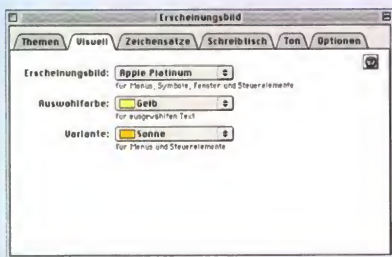 Erscheinungsbild
Themen Visuell Zeichensätze Schreibtisch Ton Optionen
Erscheinungsbild: Apple Platinum
für Menüs, Symbole, Fenster und Steuerelemente
Auswahlfarbe: Gelb
für ausgewählten Text
Variante: Sonne
für Menüs und Steuerelemente